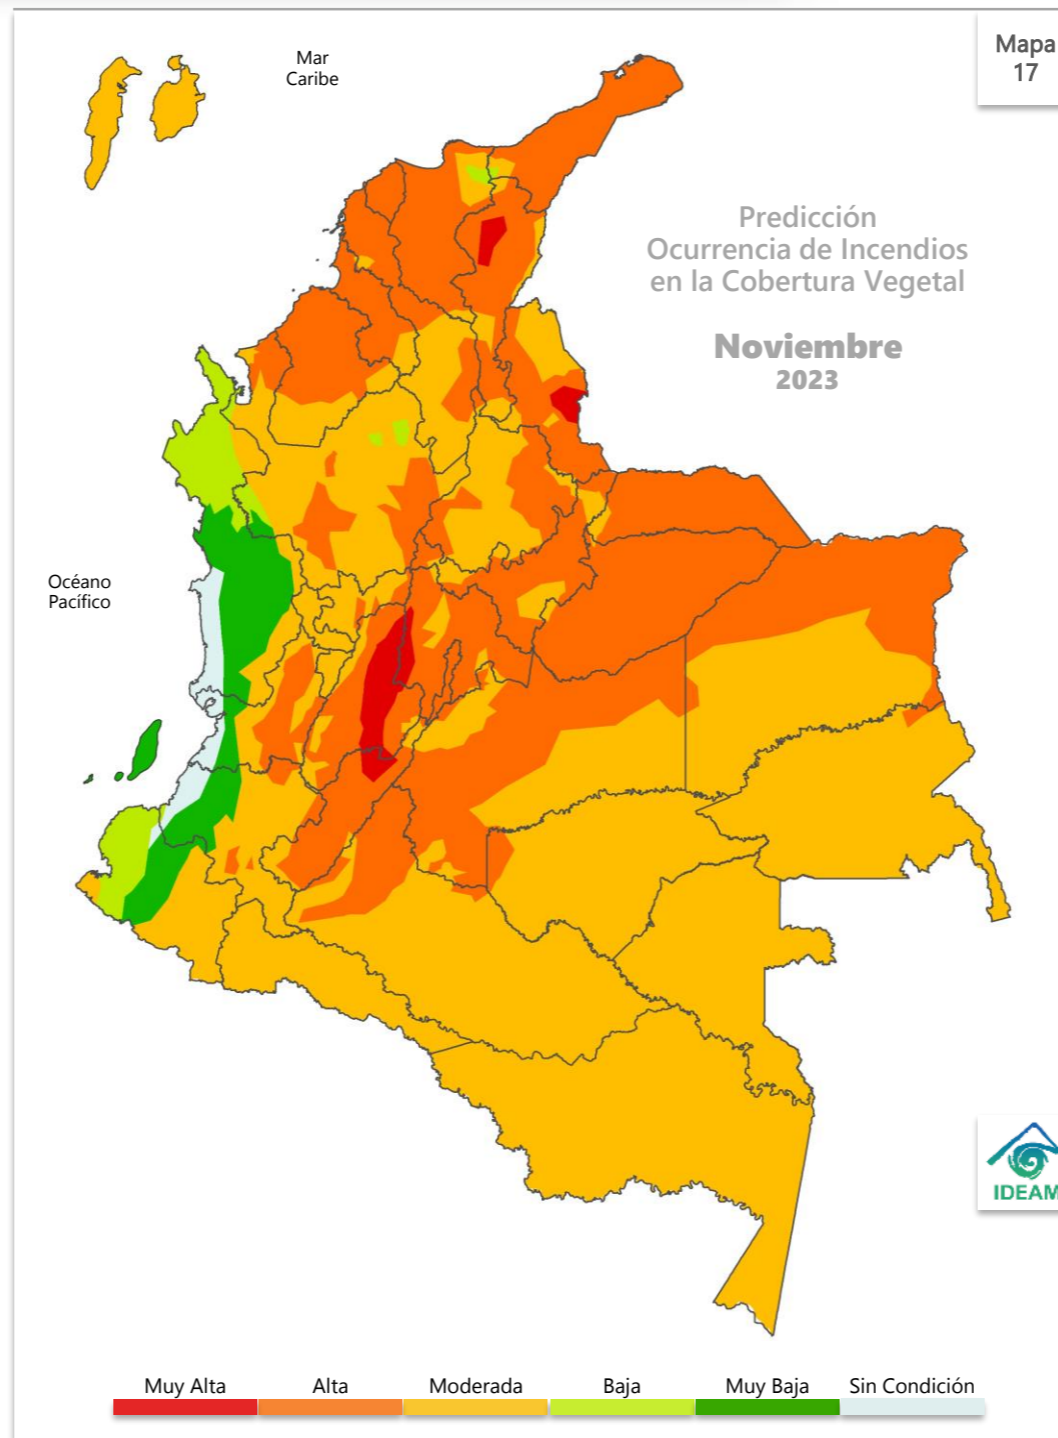 Mapa
17
Mar
Caribe
Predicción
Ocurrencia de Incendios
en la Cobertura Vegetal
Noviembre
2023
Océano
Pacífico
IDEAM
Muy Alta
Alta
Moderada
Baja
Muy Baja
Sin Condición